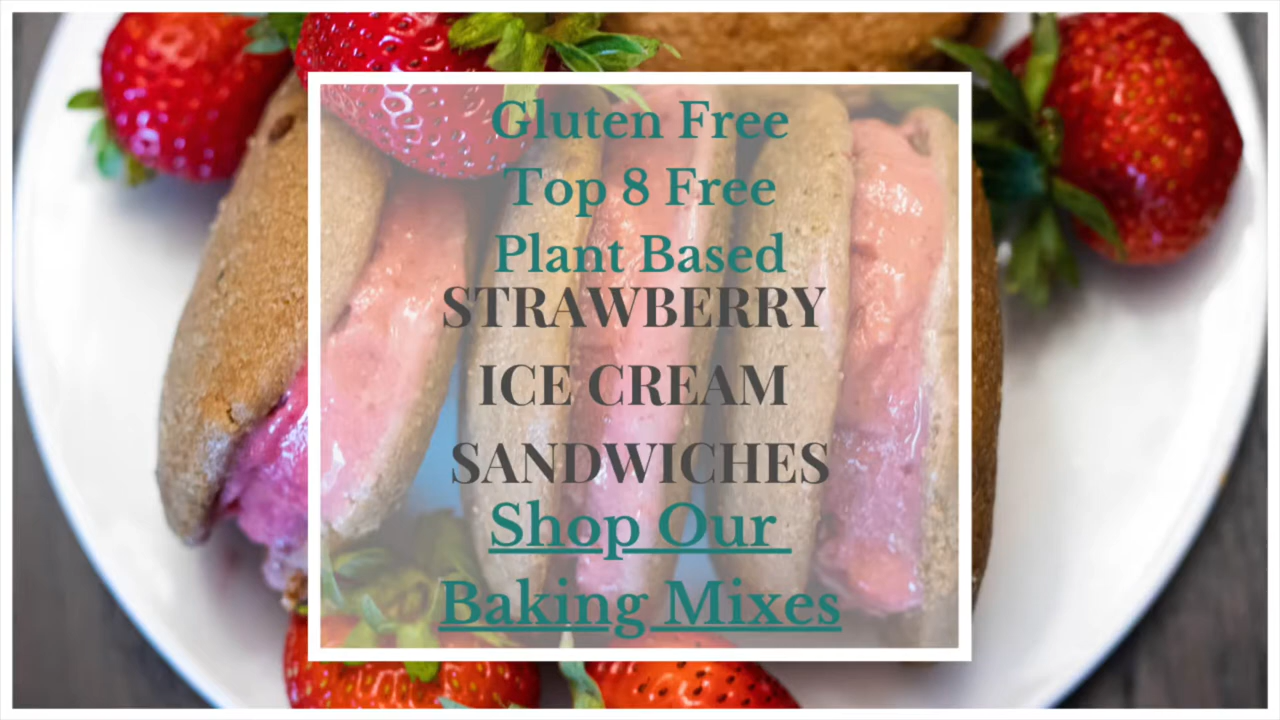 Gluten Free
Top 8 Free
Plant Based
STRAWBERRY
ICE CREAM
SANDWICHES
Shop Our
Baking Mixes